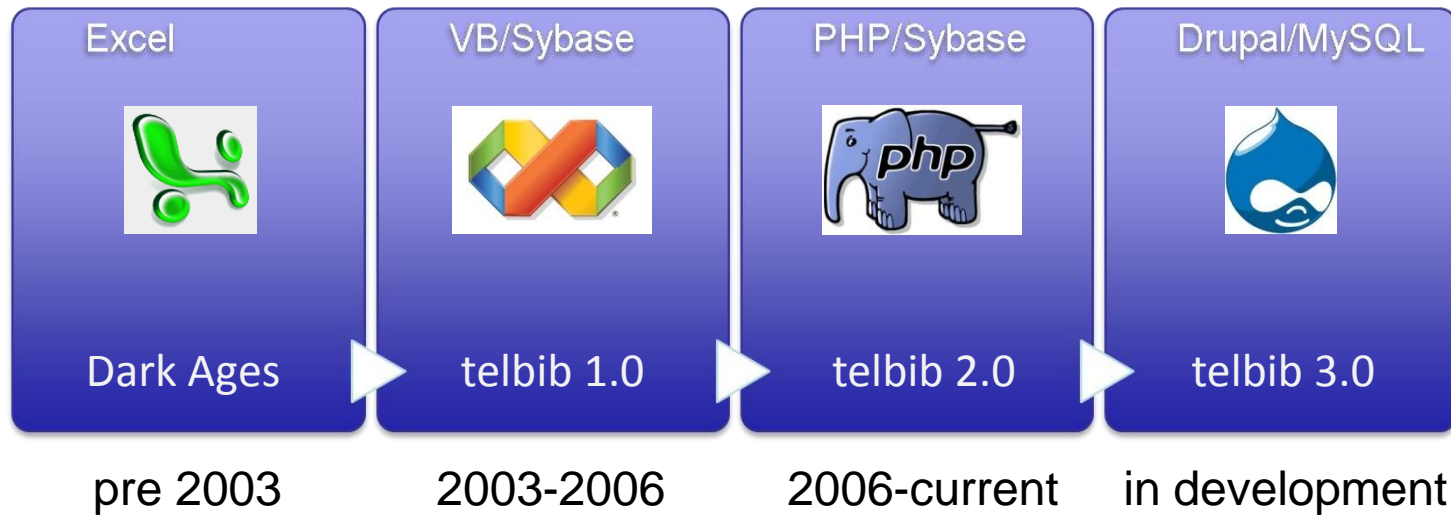 Excel
VB/Sybase
PHP/Sybase
Drupal/MySQL
®
php
Dark Ages
telbib 1.0
telbib 2.0
telbib 3.0
pre 2003
2003-2006
2006-current
in development